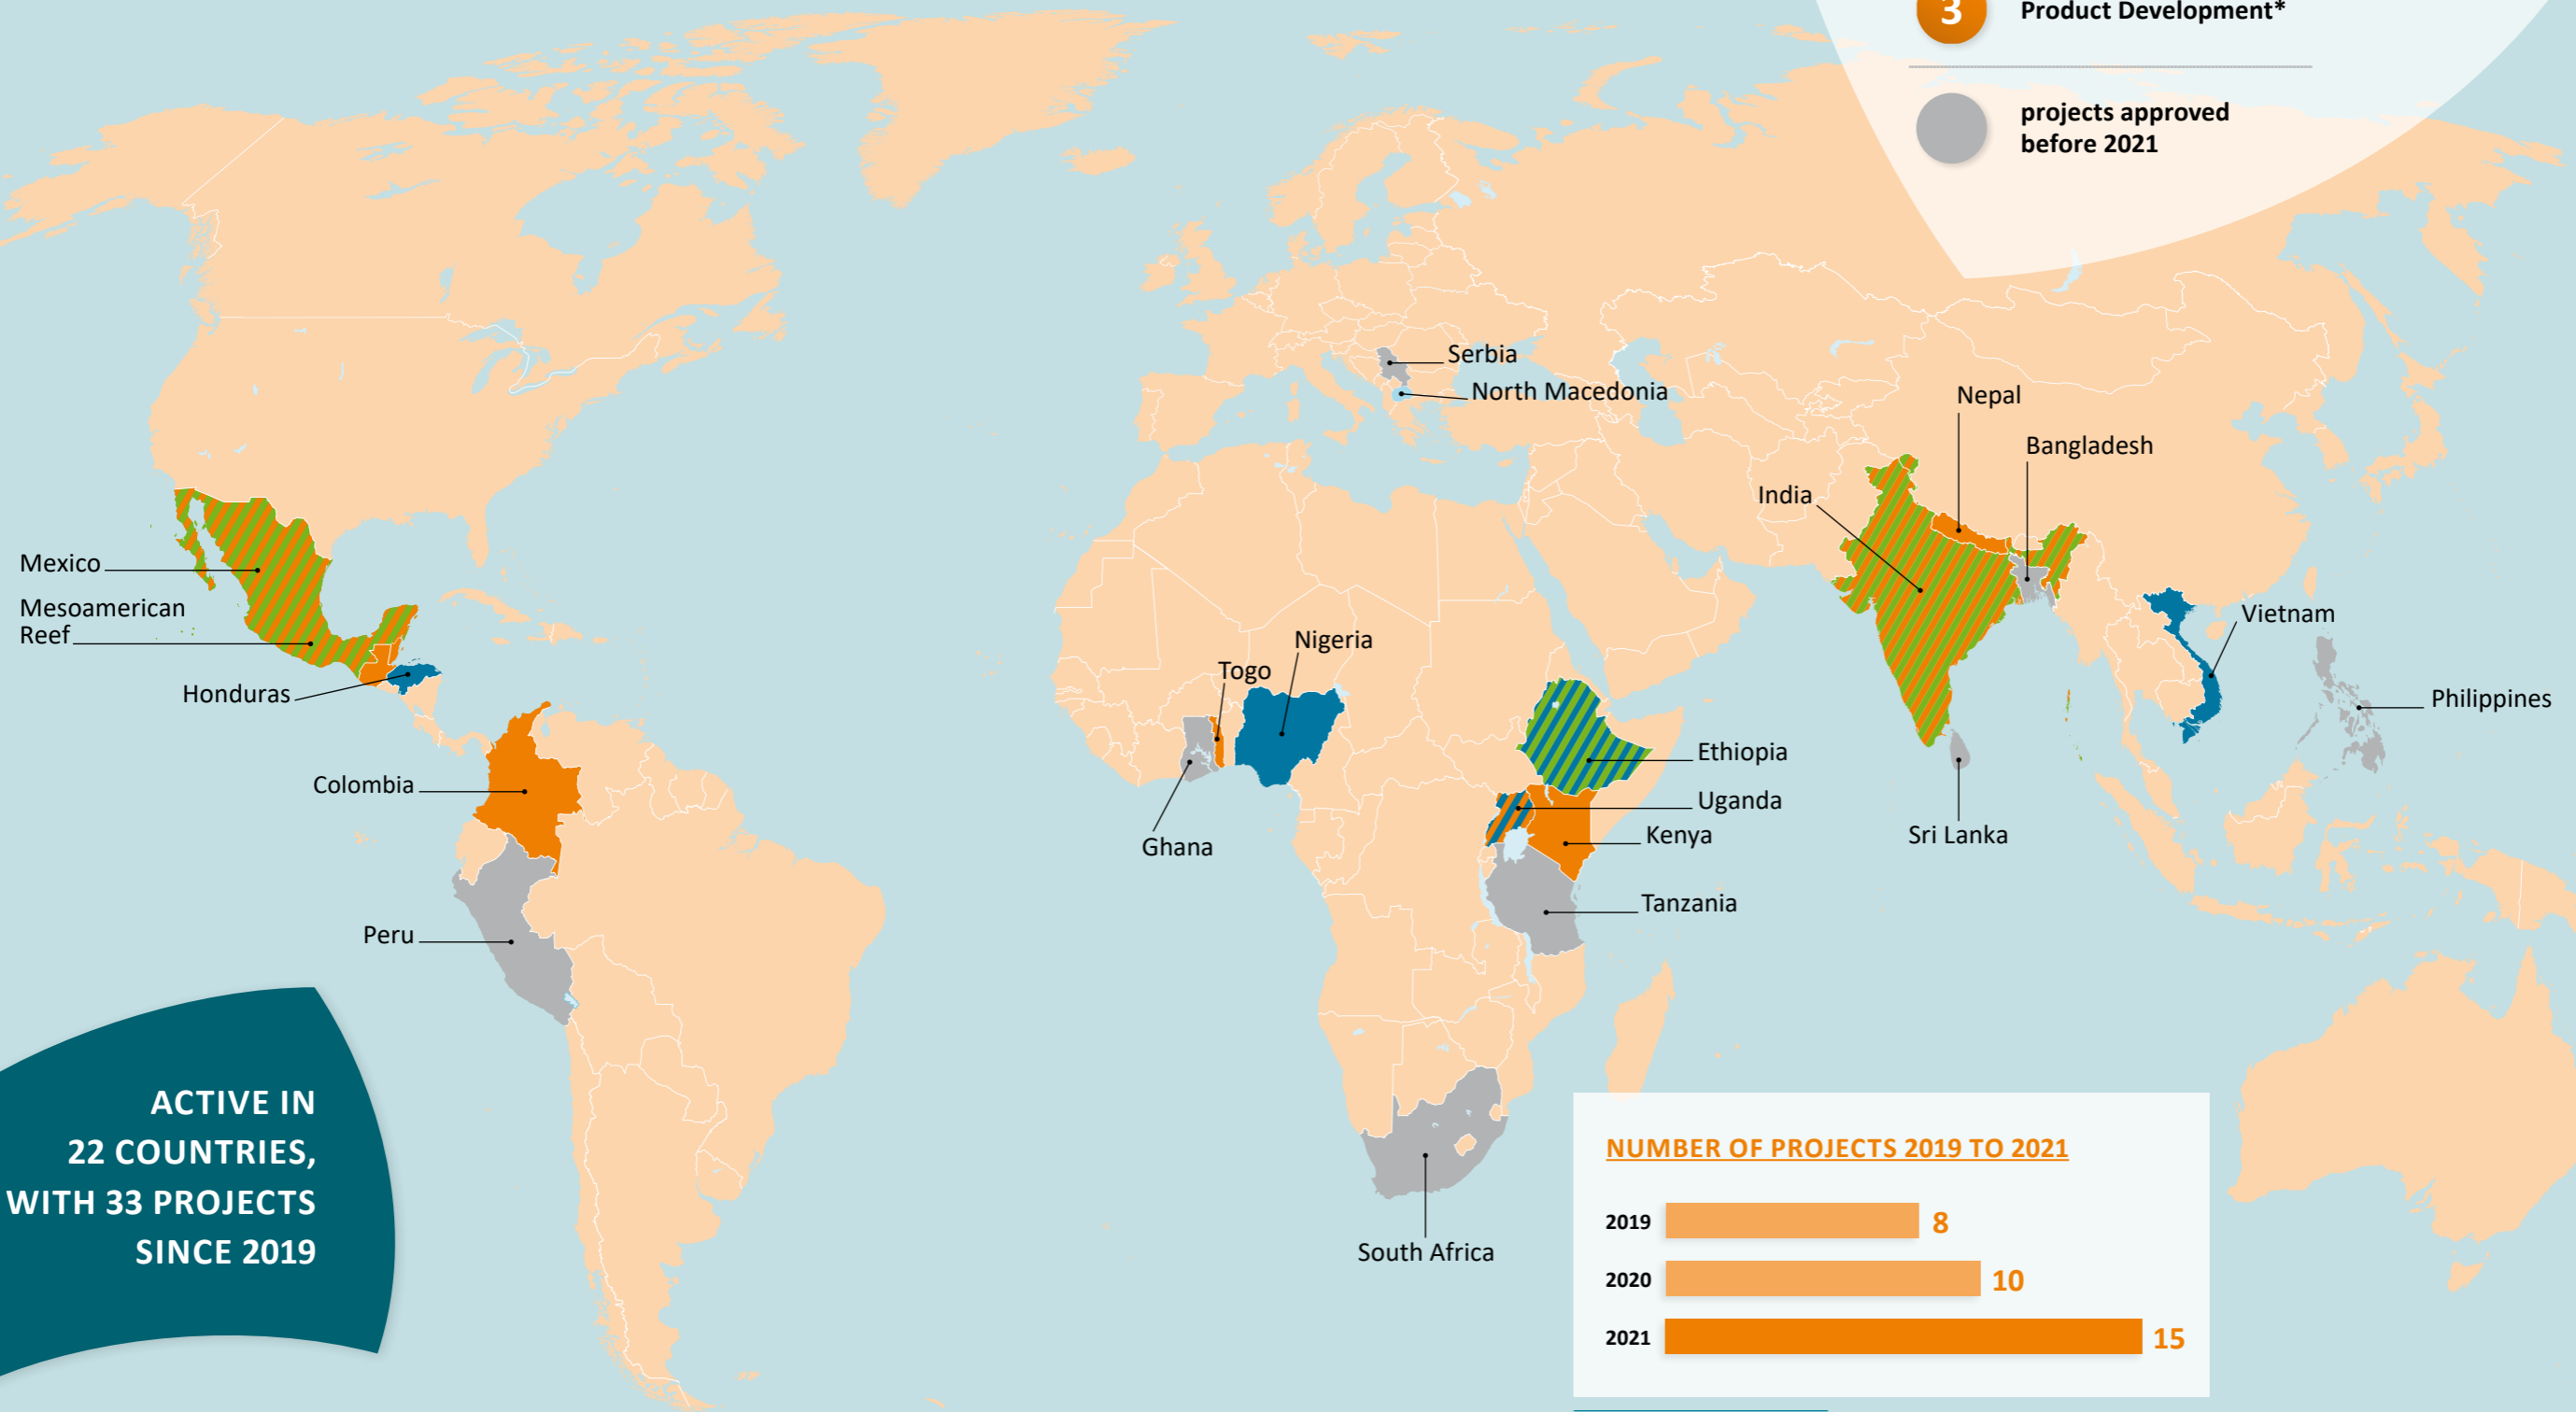 3
Product Development*
projects approved
before 2021
Serbia
North Macedonia
Nepal
Bangladesh
India
Mexico
Mesoamerican
Reef
Honduras
Nigeria
Togo
Vietnam
Philippines
Colombia
Ethiopia
Uganda
Kenya
Ghana
Sri Lanka
Tanzania
Peru
South Africa
ACTIVE IN
22 COUNTRIES,
WITH 33 PROJECTS
SINCE 2019
NUMBER OF PROJECTS 2019 TO 2021
2019 8
2020 10
2021 15